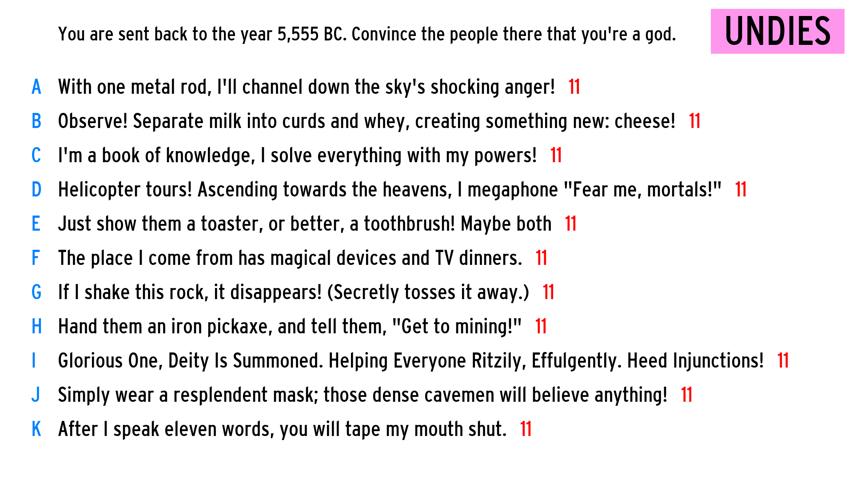 You are sent back to the year 5,555 BC. Convince the people there that you're a god.
UNDIES
A With one metal rod, I'll channel down the sky's shocking anger! 11
B Observe! Separate milk into curds and whey, creating something new: cheese! 11
C I'm a book of knowledge, I solve everything with my powers! 11
D Helicopter tours! Ascending towards the heavens, I megaphone "Fear me, mortals!" 11
E Just show them a toaster, or better, a toothbrush! Maybe both 11
F The place I come from has magical devices and TV dinners. 11
G If I shake this rock, it disappears! (Secretly tosses it away.) 11
H Hand them an iron pickaxe, and tell them, "Get to mining!" 11
I Glorious One, Deity Is Summoned. Helping Everyone Ritzily, Effulgently. Heed Injunctions! 11
J Simply wear a resplendent mask; those dense cavemen will believe anything! 11
K After I speak eleven words, you will tape my mouth shut. 11